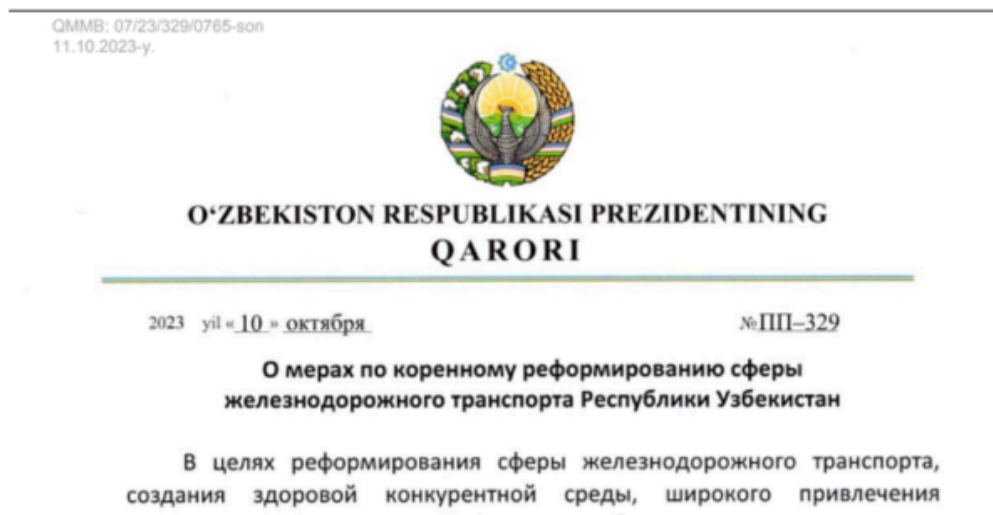 QMMB: 07/23/329/0765-son
11.10.2023-y.
OʻZBEKISTON RESPUBLIKASI PREZIDENTINING
QARORI
2023 yil « 10 » октября №ПП–329
О мерах по коренному реформированию сферы
железнодорожного транспорта Республики Узбекистан
В целях реформирования сферы железнодорожного транспорта,
создания здоровой конкурентной среды, широкого привлечения